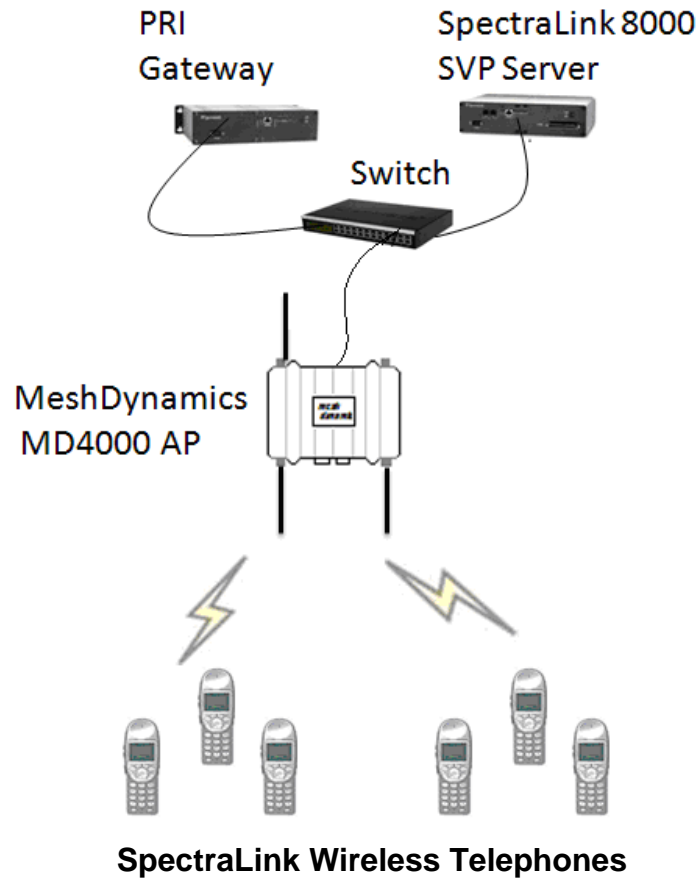 PRI
Gateway
SpectraLink 8000
SVP Server
Switch
MeshDynamics
MD4000 AP
SpectraLink Wireless Telephones